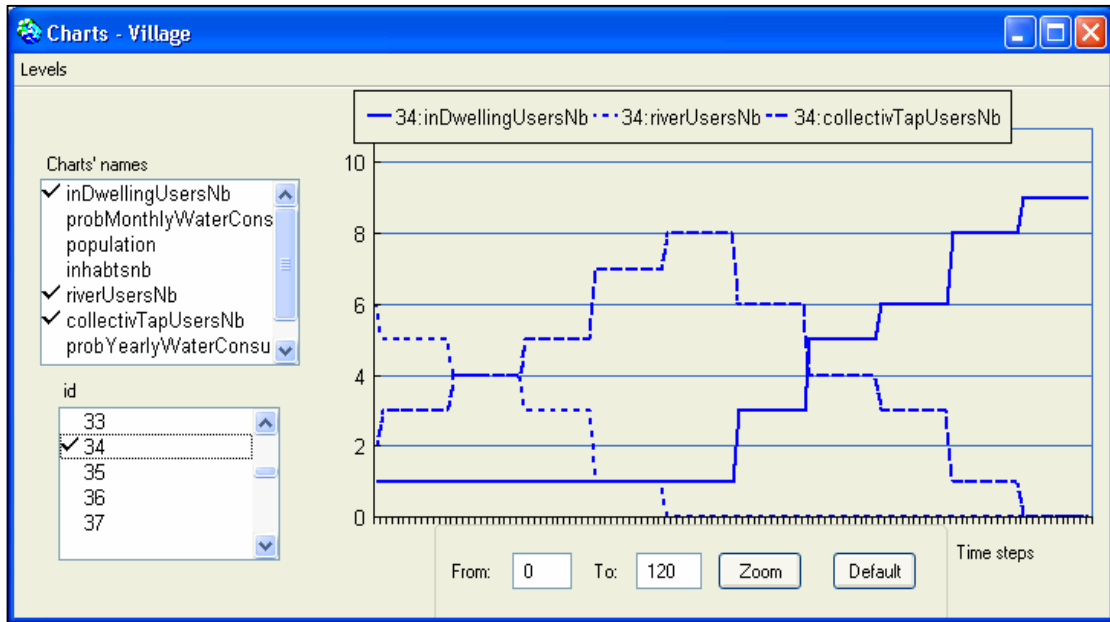 Charts - Village
Levels
34:inDwellingUsersNb 34:riverUsersNb 34:collectivTapUsersNb
Charts' names
inDwellingUsersNb
probMonthlyWaterCons
population
inhabtsnb
riverUsersNb
collectivTapUsersNb
probYearlyWaterConsu
id
33
34
35
36
37
10
8
6
4
2
0
Time steps
From: 0 To: 120 Zoom Default